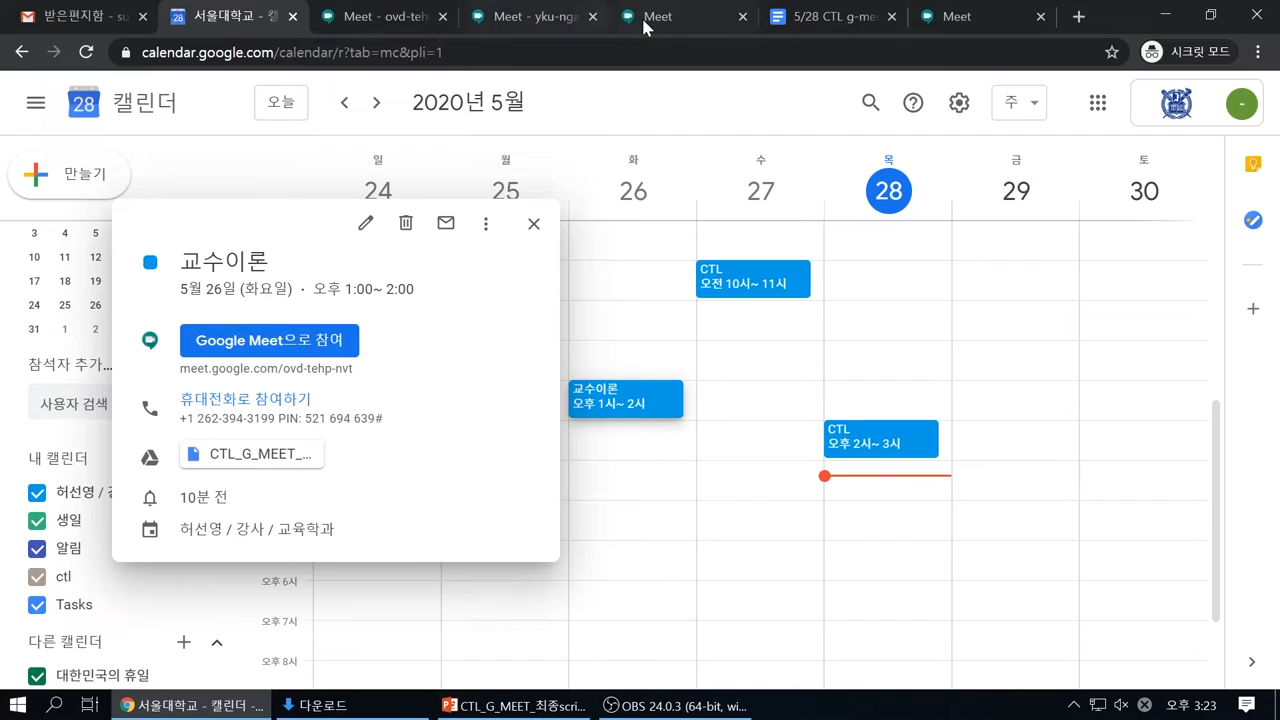 받은편지함 - su
서울대학교 - 캘
Meet - ovd-teh
Meet - yku-nga
Meet
5/28 CTL g-me
Meet
calendar.google.com/calendar/r?tab=mc&pli=1
시크릿 모드
28
캘린더
오늘
2020년 5월
주
-
만들기
일
월
화
수
목
금
토
24
25
26
27
28
29
30
3 4 5
10 11 12
17 18 19
24 25 26
31 1 2
참석자 추가...
사용자 검색
내 캘린더
허선영 / 강
생일
알림
ctl
Tasks
다른 캘린더
대한민국의 휴일
교수이론
5월 26일 (화요일) · 오후 1:00~ 2:00
Google Meet으로 참여
meet.google.com/ovd-tehp-nvt
휴대전화로 참여하기
+1 262-394-3199 PIN: 521 694 639#
CTL_G_MEET_...
10분 전
허선영 / 강사 / 교육학과
CTL
오전 10시~ 11시
교수이론
오후 1시~ 2시
CTL
오후 2시~ 3시
오후 6시
오후 7시
오후 8시
서울대학교 - 캘린더 -...
다운로드
CTL_G_MEET_최종scri...
OBS 24.0.3 (64-bit, wi...
오후 3:23